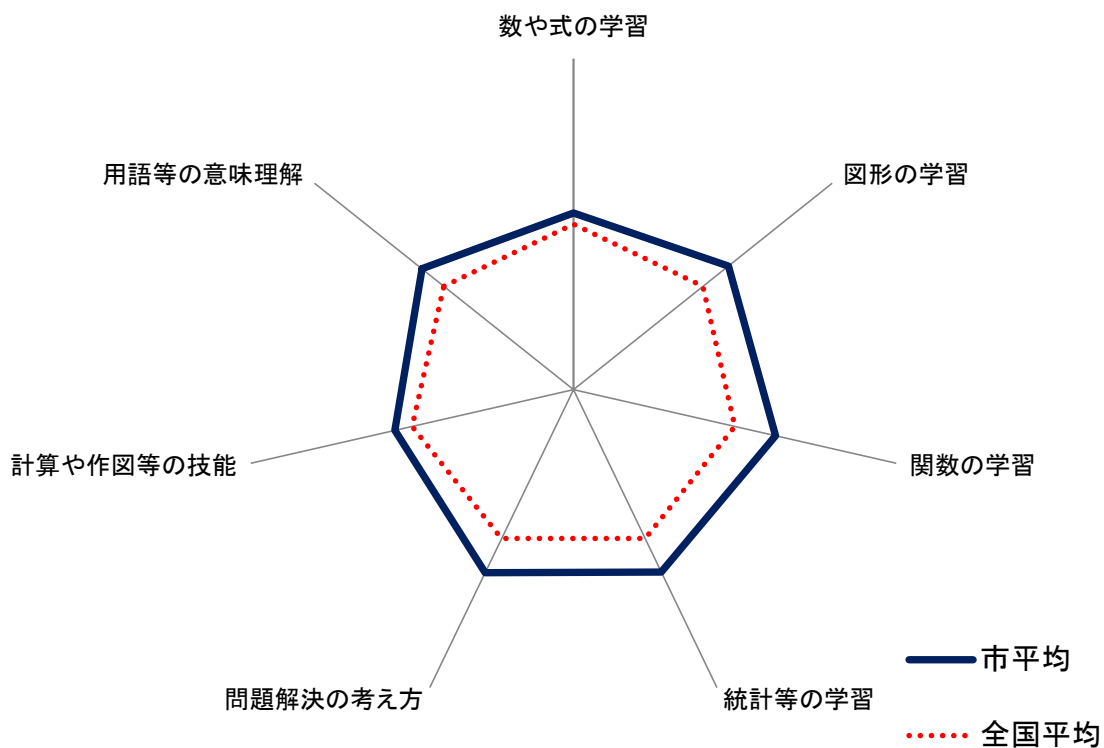 数や式の学習
用語等の意味理解
図形の学習
計算や作図等の技能
関数の学習
問題解決の考え方
統計等の学習
市平均
全国平均